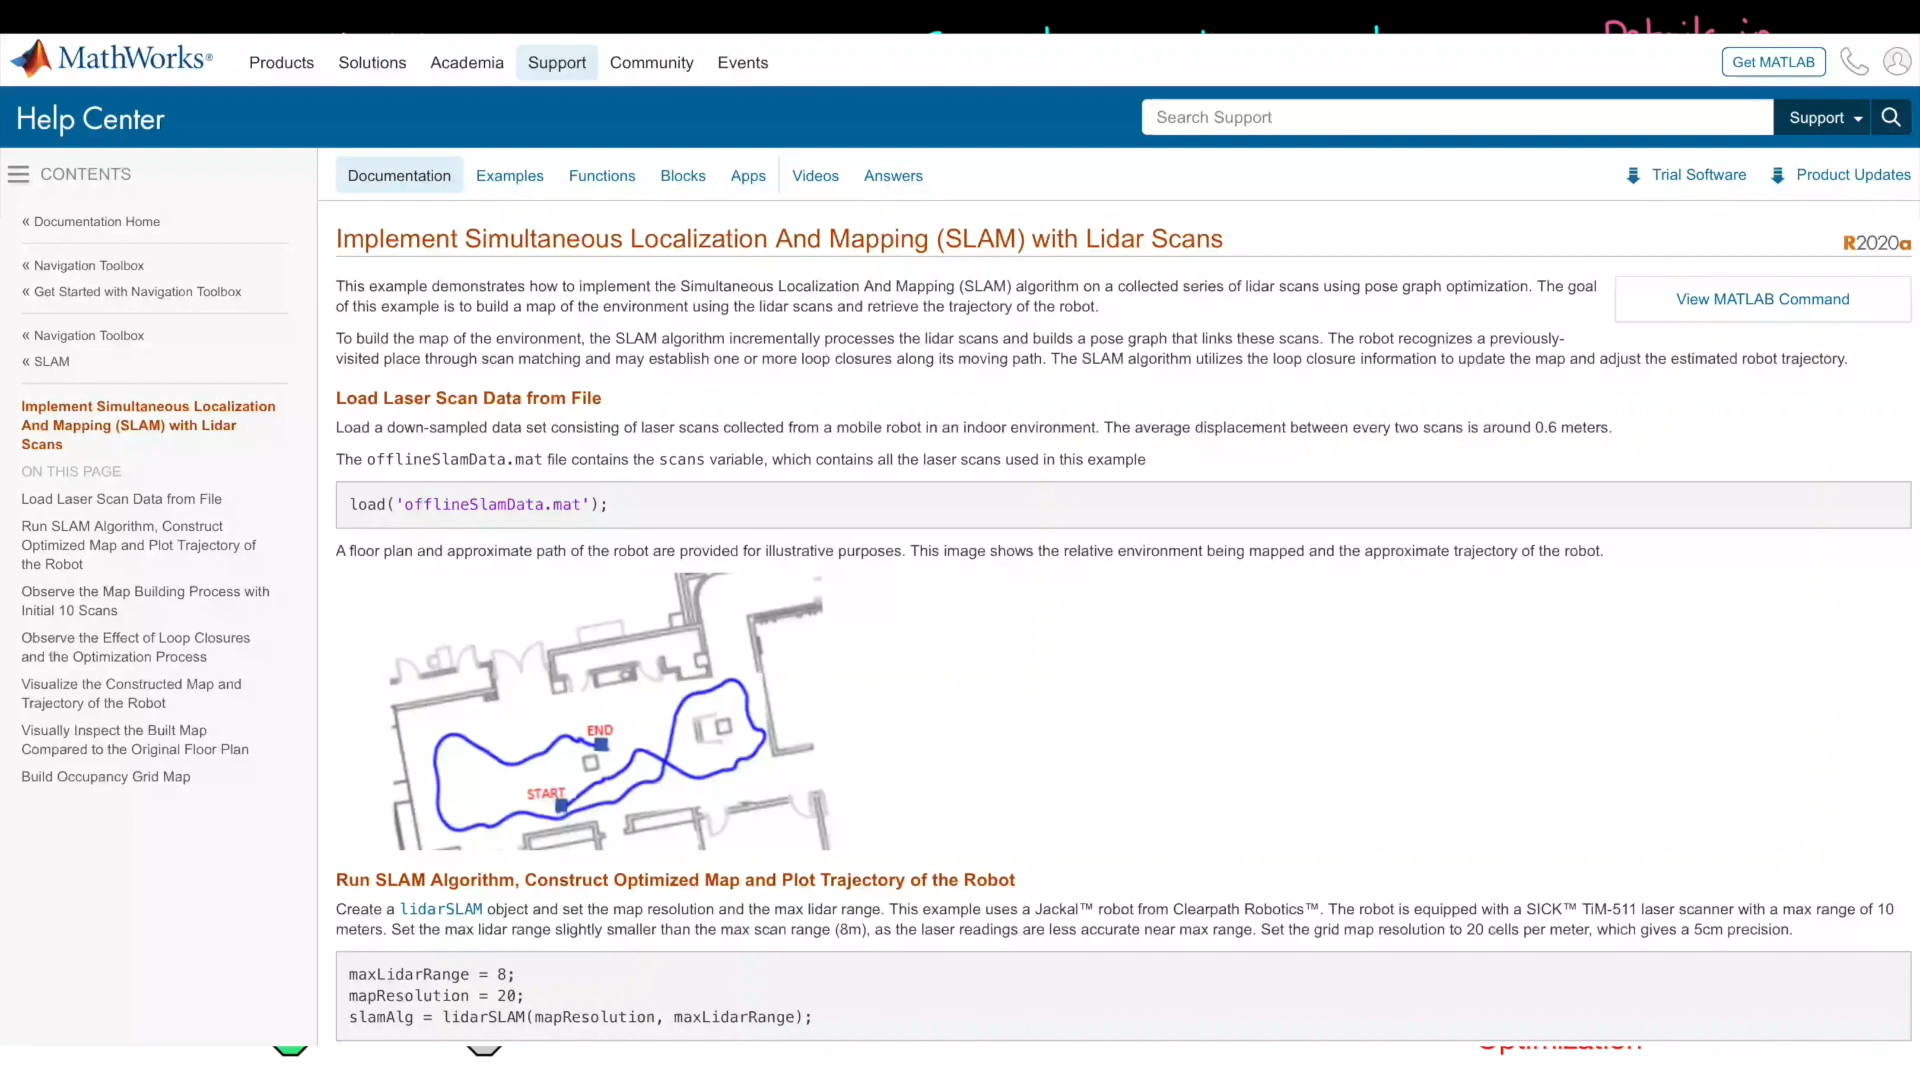 MathWorks®
Products Solutions Academia Support Community Events
Get MATLAB
Help Center
Search Support
Support
CONTENTS
« Documentation Home
« Navigation Toolbox
« Get Started with Navigation Toolbox
« Navigation Toolbox
« SLAM
Implement Simultaneous Localization
And Mapping (SLAM) with Lidar
Scans
ON THIS PAGE
Load Laser Scan Data from File
Run SLAM Algorithm, Construct
Optimized Map and Plot Trajectory of
the Robot
Observe the Map Building Process with
Initial 10 Scans
Observe the Effect of Loop Closures
and the Optimization Process
Visualize the Constructed Map and
Trajectory of the Robot
Visually Inspect the Built Map
Compared to the Original Floor Plan
Build Occupancy Grid Map
Documentation Examples Functions Blocks Apps Videos Answers
Trial Software Product Updates
Implement Simultaneous Localization And Mapping (SLAM) with Lidar Scans
R2020a
This example demonstrates how to implement the Simultaneous Localization And Mapping (SLAM) algorithm on a collected series of lidar scans using pose graph optimization. The goal
of this example is to build a map of the environment using the lidar scans and retrieve the trajectory of the robot.
View MATLAB Command
To build the map of the environment, the SLAM algorithm incrementally processes the lidar scans and builds a pose graph that links these scans. The robot recognizes a previously-
visited place through scan matching and may establish one or more loop closures along its moving path. The SLAM algorithm utilizes the loop closure information to update the map and adjust the estimated robot trajectory.
Load Laser Scan Data from File
Load a down-sampled data set consisting of laser scans collected from a mobile robot in an indoor environment. The average displacement between every two scans is around 0.6 meters.
The offlineSlamData.mat file contains the scans variable, which contains all the laser scans used in this example
load('offlineSlamData.mat');
A floor plan and approximate path of the robot are provided for illustrative purposes. This image shows the relative environment being mapped and the approximate trajectory of the robot.
END
START
Run SLAM Algorithm, Construct Optimized Map and Plot Trajectory of the Robot
Create a lidarSLAM object and set the map resolution and the max lidar range. This example uses a Jackal™ robot from Clearpath Robotics™. The robot is equipped with a SICK™ TiM-511 laser scanner with a max range of 10
meters. Set the max lidar range slightly smaller than the max scan range (8m), as the laser readings are less accurate near max range. Set the grid map resolution to 20 cells per meter, which gives a 5cm precision.
maxLidarRange = 8;
mapResolution = 20;
slamAlg = lidarSLAM(mapResolution, maxLidarRange);